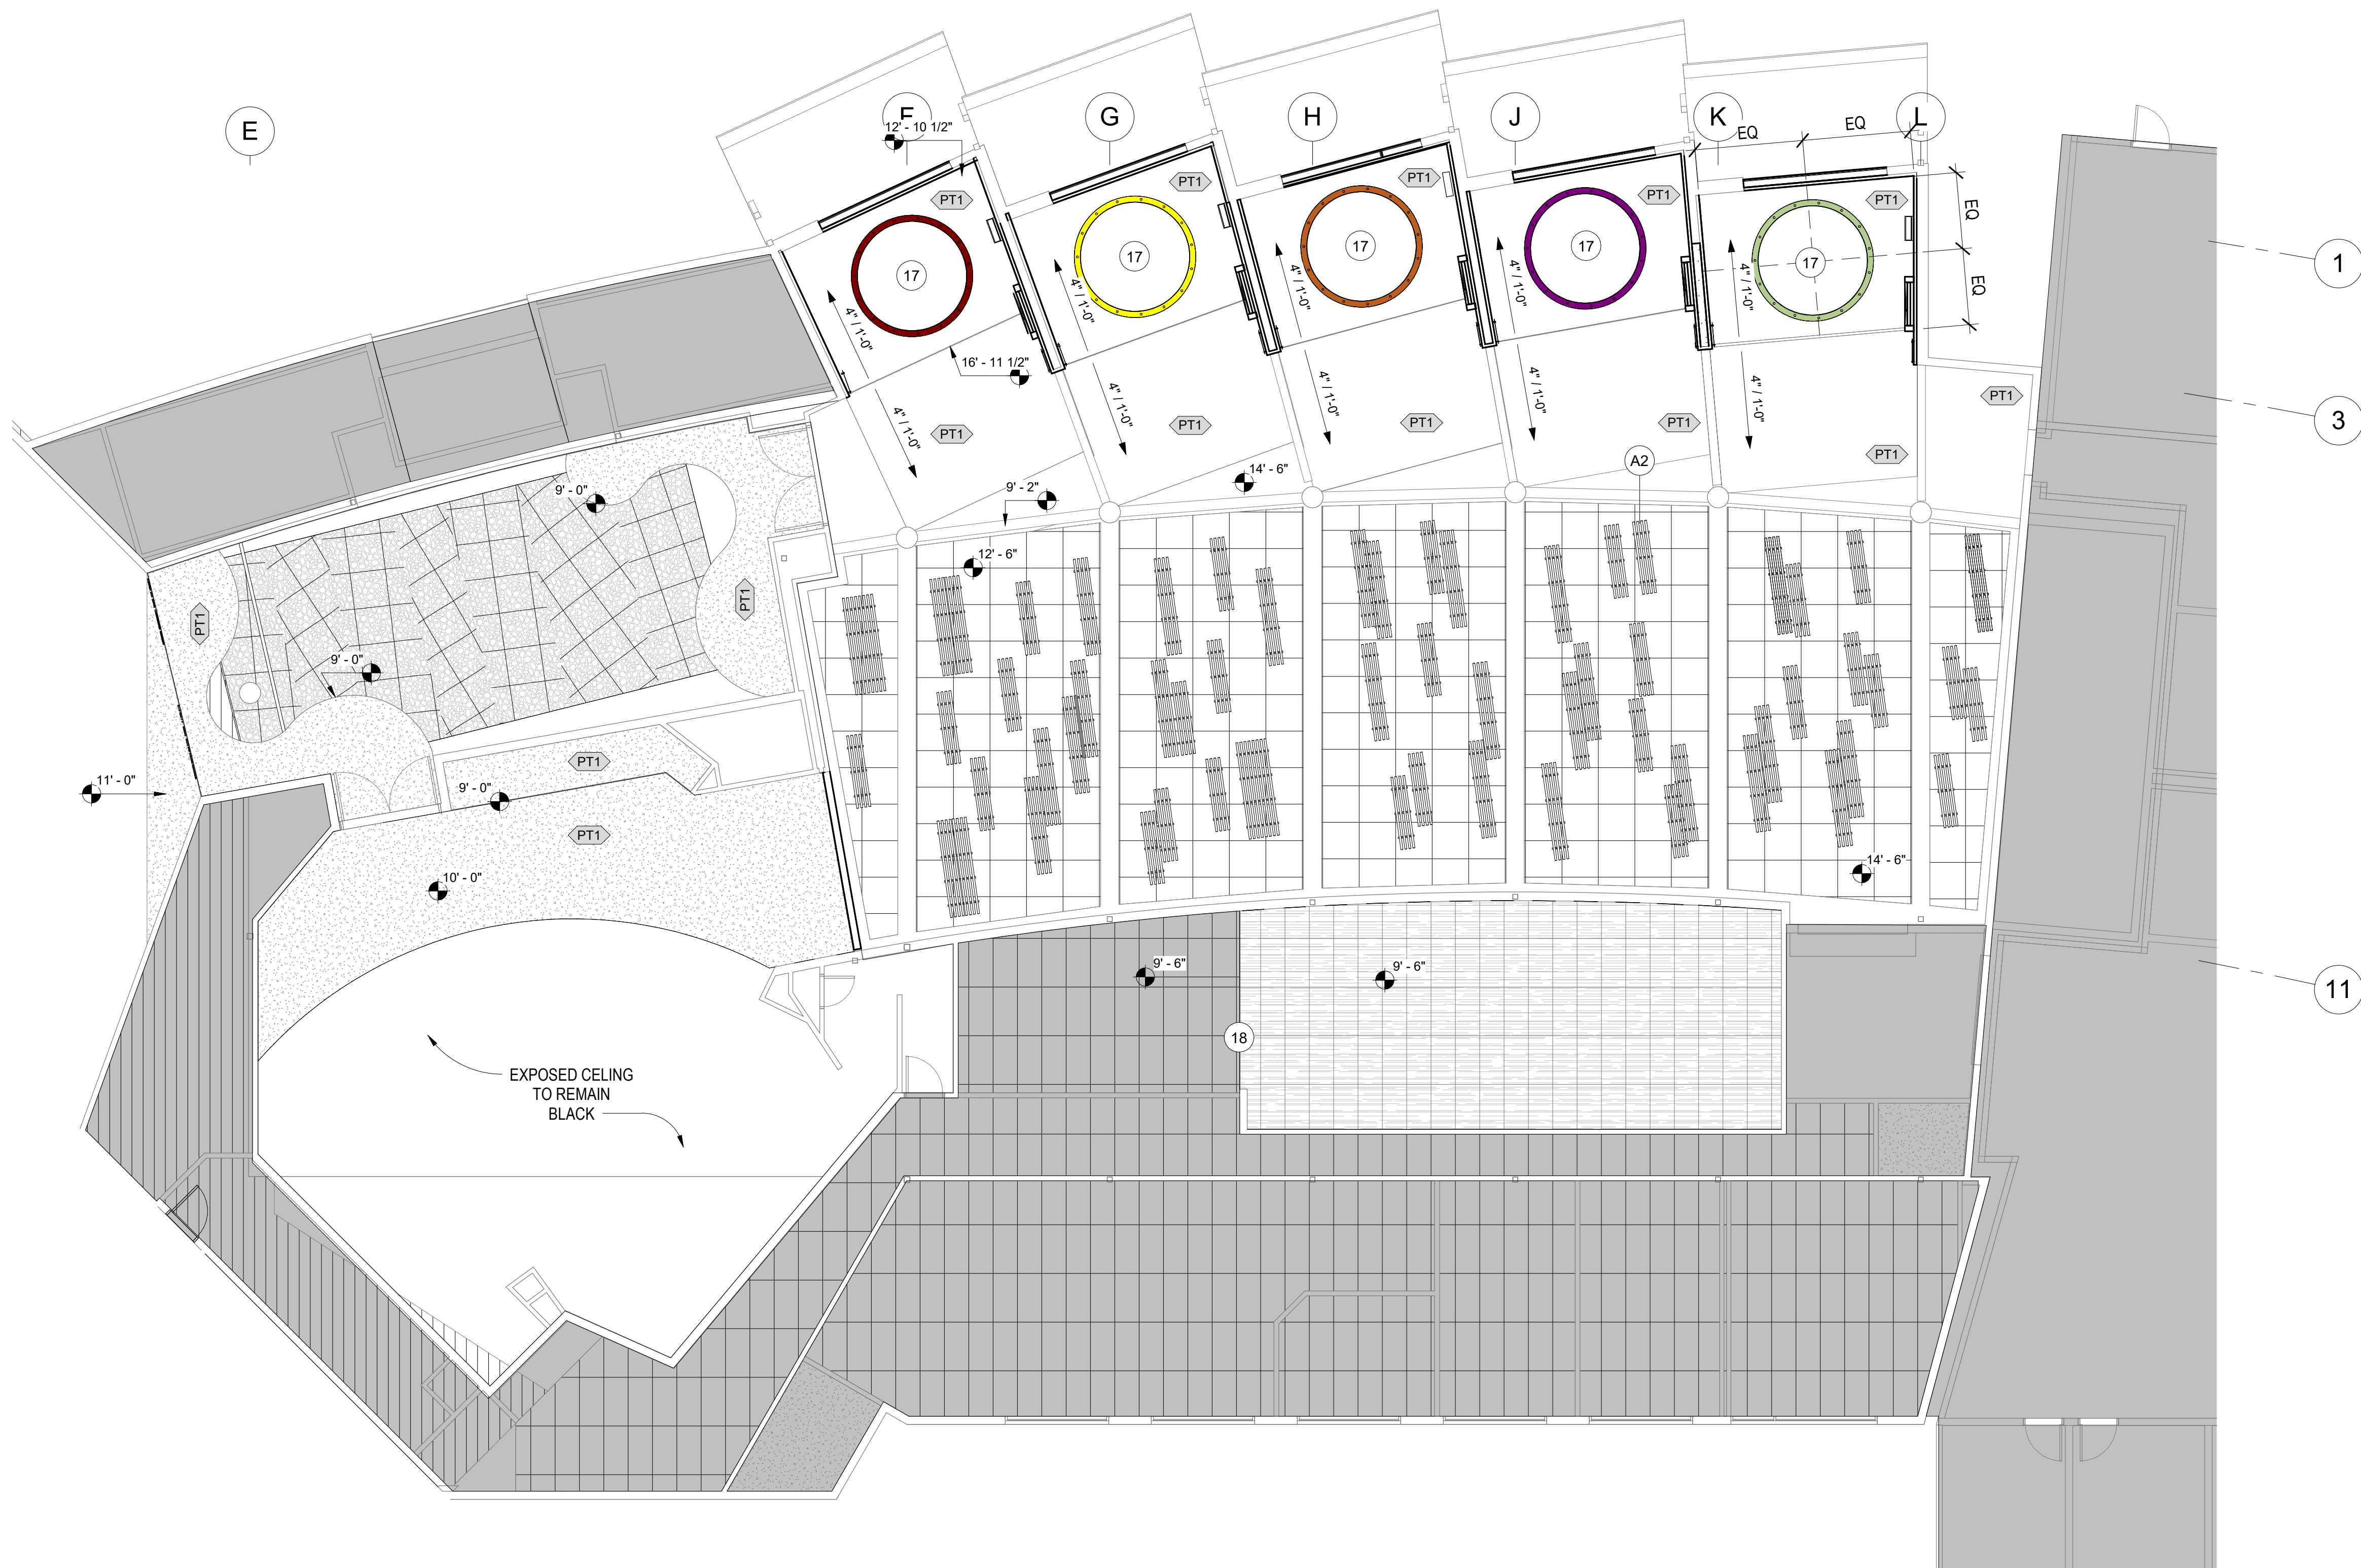 E
F
G
H
J
K
L
12' - 10 1/2"
EQ
EQ
PT1
PT1
PT1
PT1
PT1
EQ
EQ
1
17
17
17
17
17
4" / 1'-0"
4" / 1'-0"
4" / 1'-0"
4" / 1'-0"
4" / 1'-0"
16' - 11 1/2"
3
4" / 1'-0"
4" / 1'-0"
4" / 1'-0"
4" / 1'-0"
4" / 1'-0"
PT1
PT1
PT1
PT1
PT1
PT1
A2
9' - 0"
9' - 2"
14' - 6"
12' - 6"
PT1
PT1
9' - 0"
PT1
11' - 0"
9' - 0"
PT1
10' - 0"
14' - 6"
9' - 6"
9' - 6"
11
18
EXPOSED CELING
TO REMAIN
BLACK